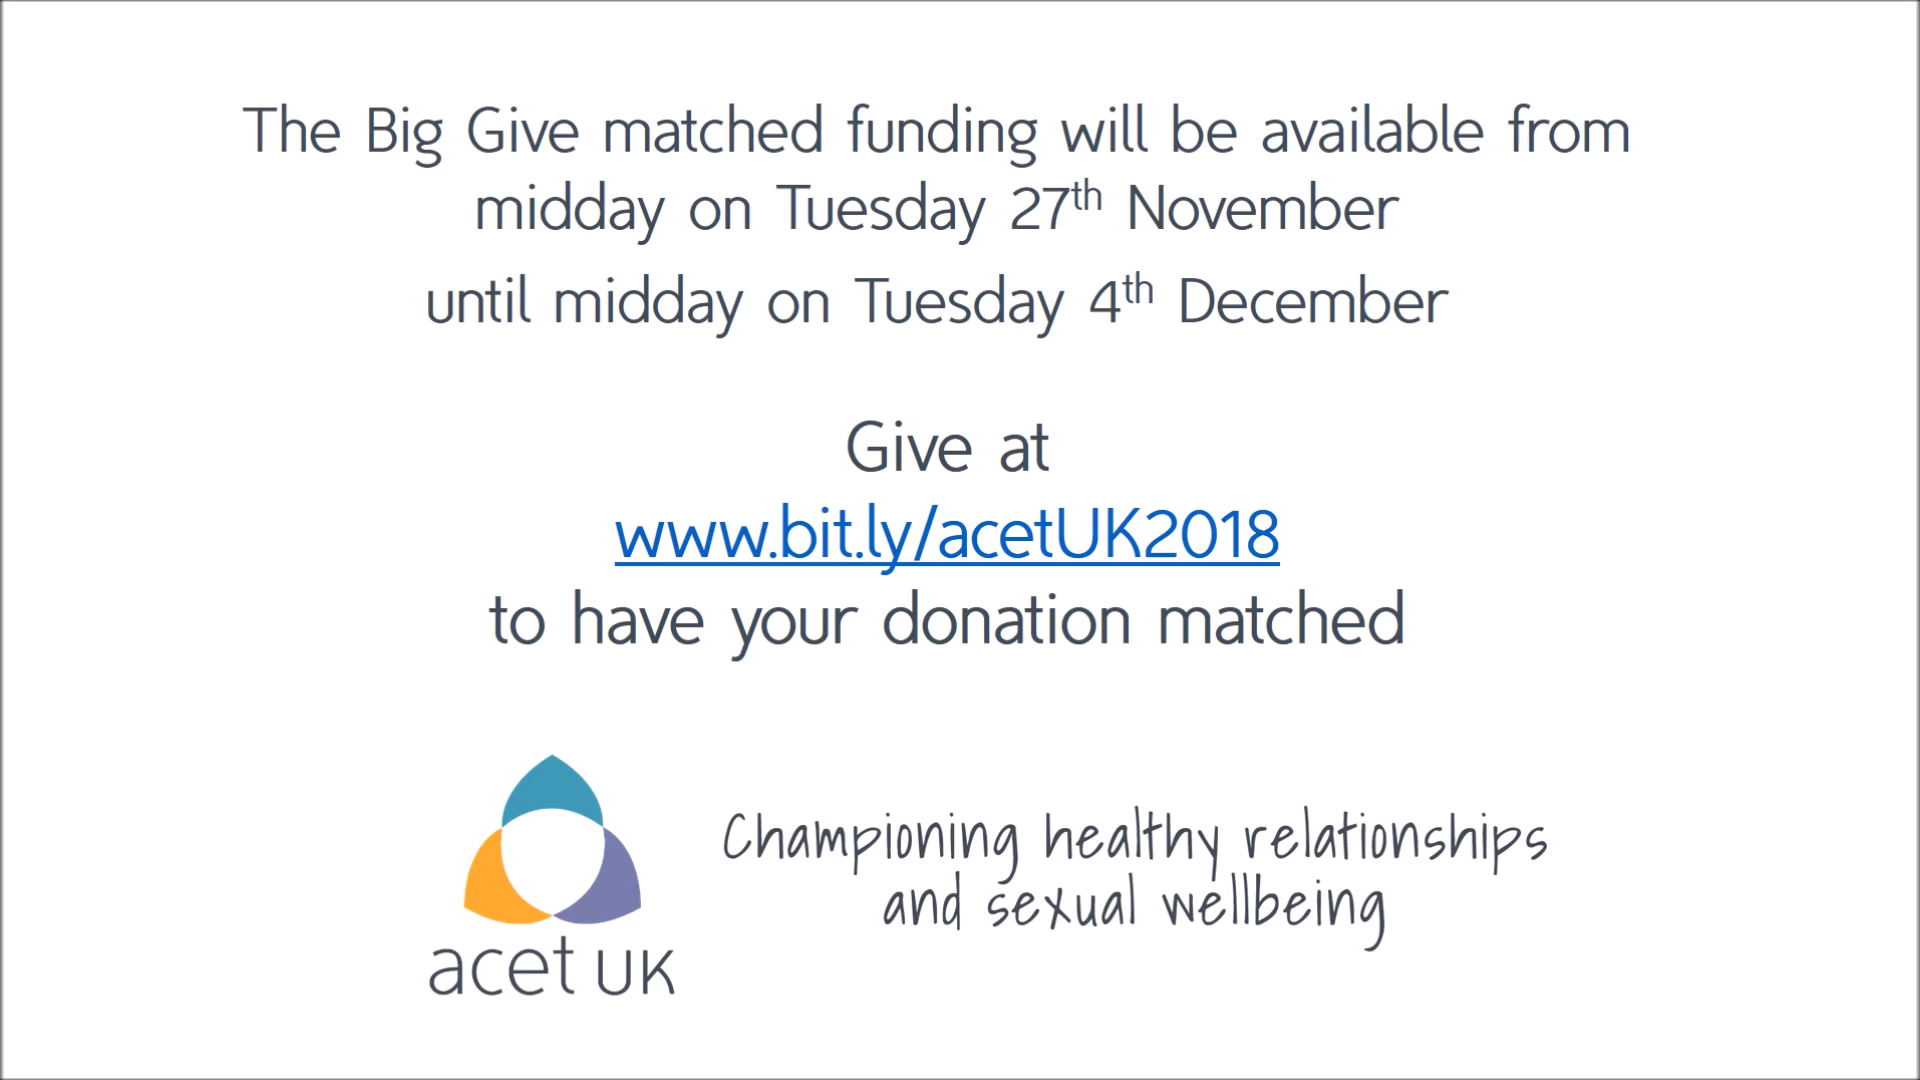 The Big Give matched funding will be available from
midday on Tuesday 27th November
until midday on Tuesday 4th December
Give at
www.bit.ly/acetUK2018
to have your donation matched
acet UK
Championing healthy relationships
and sexual wellbeing